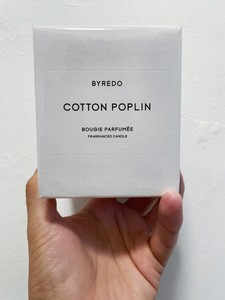 BYREDO
COTTON POPLIN
BOUGIE PARFUMÉE
FRAGRANCED CANDLE